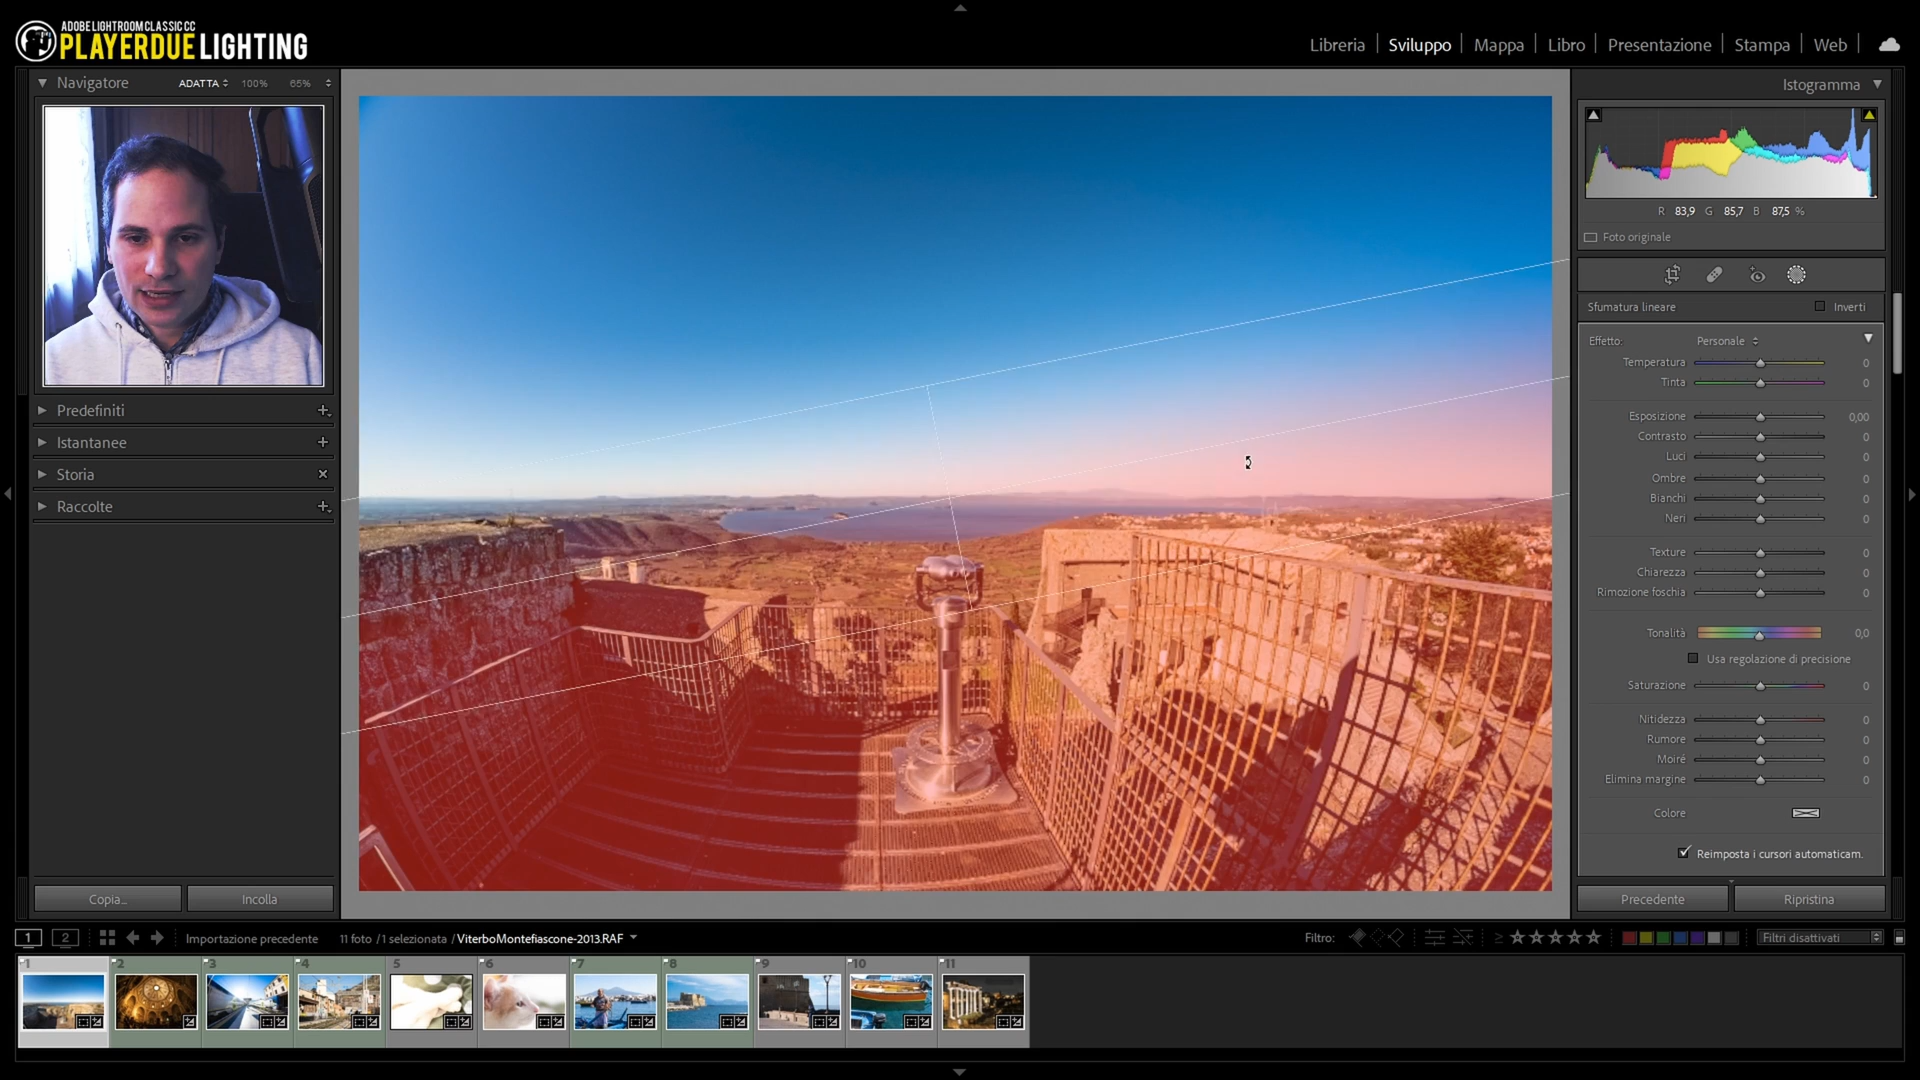 ADOBE LIGHTROOM CLASSIC CC
PLAYERDUE LIGHTING
Libreria Sviluppo Mappa Libro Presentazione Stampa Web
Navigatore ADATTA 100% 65%
Predefiniti
Istantanee
Storia
Raccolte
Copia... Incolla
Istogramma
R 83,9 G 85,7 B 87,5 %
Foto originale
Sfumatura lineare Inverti
Effetto: Personale
Temperatura 0
Tinta 0
Esposizione 0,00
Contrasto 0
Luci 0
Ombre 0
Bianchi 0
Neri 0
Texture 0
Chiarezza 0
Rimozione foschia 0
Tonalità 0,0
Usa regolazione di precisione
Saturazione 0
Nitidezza 0
Rumore 0
Moiré 0
Elimina margine 0
Colore
Reimposta i cursori automaticam.
Precedente Ripristina
1 2 Importazione precedente 11 foto / 1 selezionata / ViterboMontefiascone-2013.RAF Filtro: ≥ Filtri disattivati
1 2 3 4 5 6 7 8 9 10 11